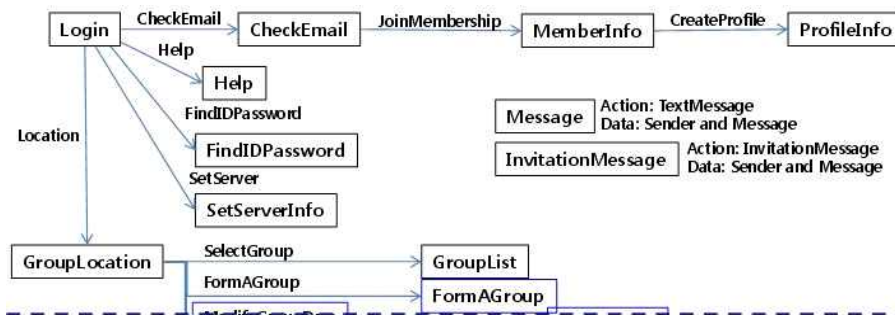 CheckEmail
JoinMembership
CreateProfile
Login
CheckEmail
MemberInfo
ProfileInfo
Help
Help
FindIDPassword
Message
Action: TextMessage
Data: Sender and Message
Location
FindIDPassword
InvitationMessage
Action: InvitationMessage
Data: Sender and Message
SetServer
SetServerInfo
SelectGroup
GroupLocation
GroupList
FormAGroup
FormAGroup